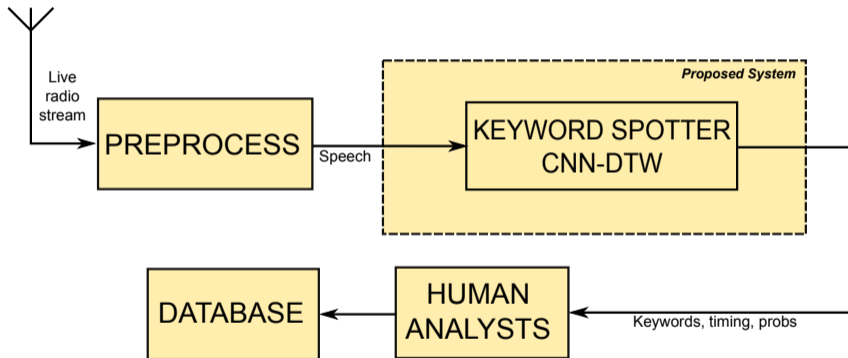 Live
radio
stream
PREPROCESS
Speech
Proposed System
KEYWORD SPOTTER
CNN-DTW
DATABASE
HUMAN
ANALYSTS
Keywords, timing, probs